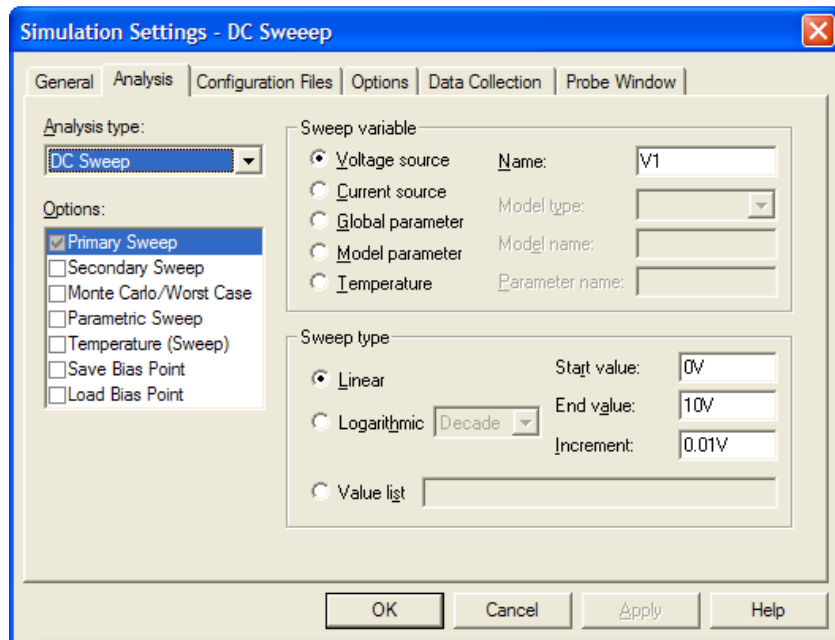 Simulation Settings - DC Sweeep
General Analysis Configuration Files Options Data Collection Probe Window
Analysis type:
DC Sweep
Options:
Primary Sweep
Secondary Sweep
Monte Carlo/Worst Case
Parametric Sweep
Temperature (Sweep)
Save Bias Point
Load Bias Point
Sweep variable
Voltage source
Current source
Global parameter
Model parameter
Temperature
Name: V1
Model type:
Model name:
Parameter name:
Sweep type
Linear
Logarithmic Decade
Value list
Start value: 0V
End value: 10V
Increment: 0.01V
OK Cancel Apply Help